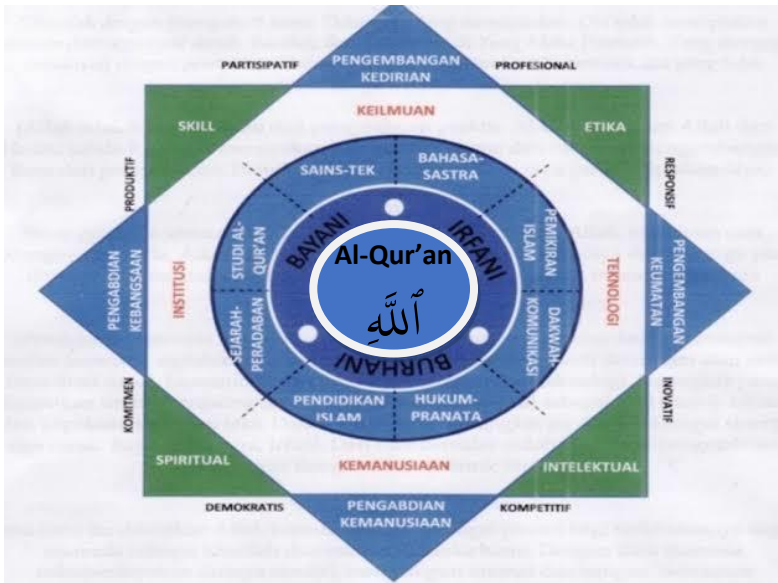 PARTISIPATIF
PENGEMBANGAN
KEDIRIAN
PROFESIONAL
SKILL
KEILMUAN
ETIKA
PRODUKTIF
SAINS-TEK
BAHASA-
SASTRA
RESPONSIF
BAYANI
IRFANI
STUDI AL-
QUR'AN
PEMIKIRAN
ISLAM
PENGABDIAN
KEBANGSAAN
INSTITUSI
Al-Qur'an
ٱللَّهِ
TEKNOLOGI
PENGEMBANGAN
KEUMATAN
SEJARAH-
PERADABAN
DAKWAH-
KOMUNIKASI
BURHANI
KOMITMEN
PENDIDIKAN
ISLAM
HUKUM-
PRANATA
INOVATIF
SPIRITUAL
KEMANUSIAAN
INTELEKTUAL
DEMOKRATIS
PENGABDIAN
KEMANUSIAAN
KOMPETITIF